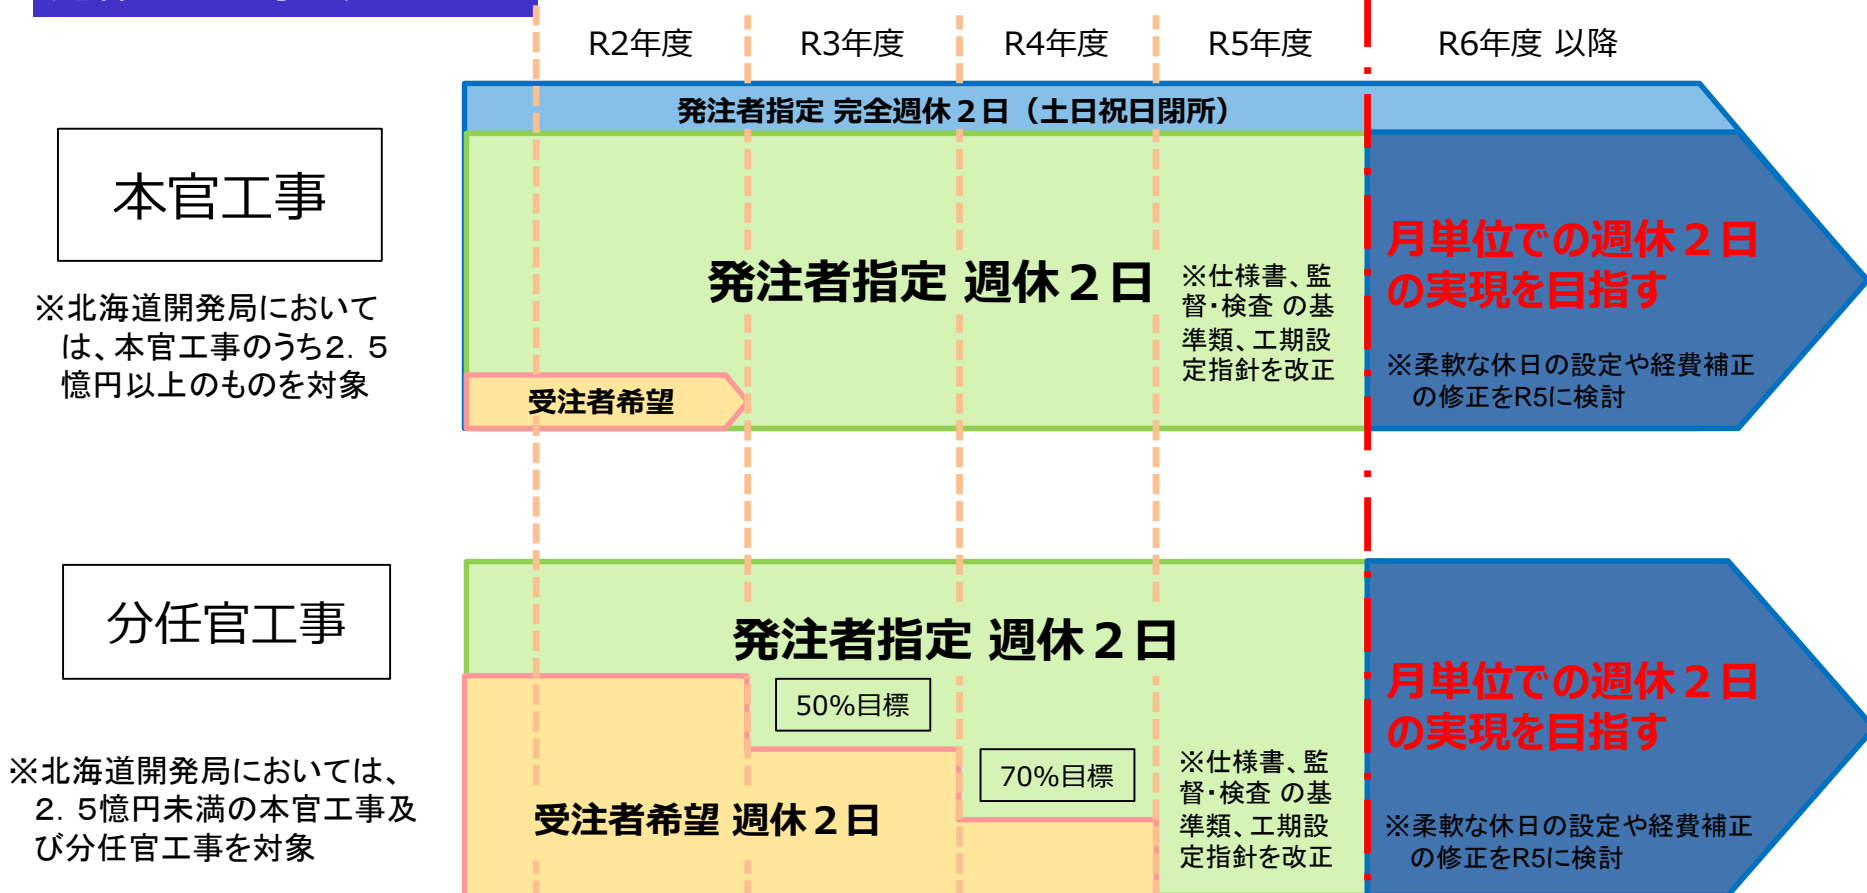 R2年度
R3年度
R4年度
R5年度
R6年度 以降
発注者指定 完全週休２日（土日祝日閉所）
本官工事
※北海道開発局において
は、本官工事のうち2．5
億円以上のものを対象
発注者指定 週休２日
※仕様書、監
督・検査 の基
準類、工期設
定指針を改正
受注者希望
月単位での週休２日
の実現を目指す
※柔軟な休日の設定や経費補正
の修正をR5に検討
分任官工事
※北海道開発局においては、
2．5億円未満の本官工事及
び分任官工事を対象
発注者指定 週休２日
50%目標
70%目標
受注者希望 週休２日
※仕様書、監
督・検査 の基
準類、工期設
定指針を改正
月単位での週休２日
の実現を目指す
※柔軟な休日の設定や経費補正
の修正をR5に検討